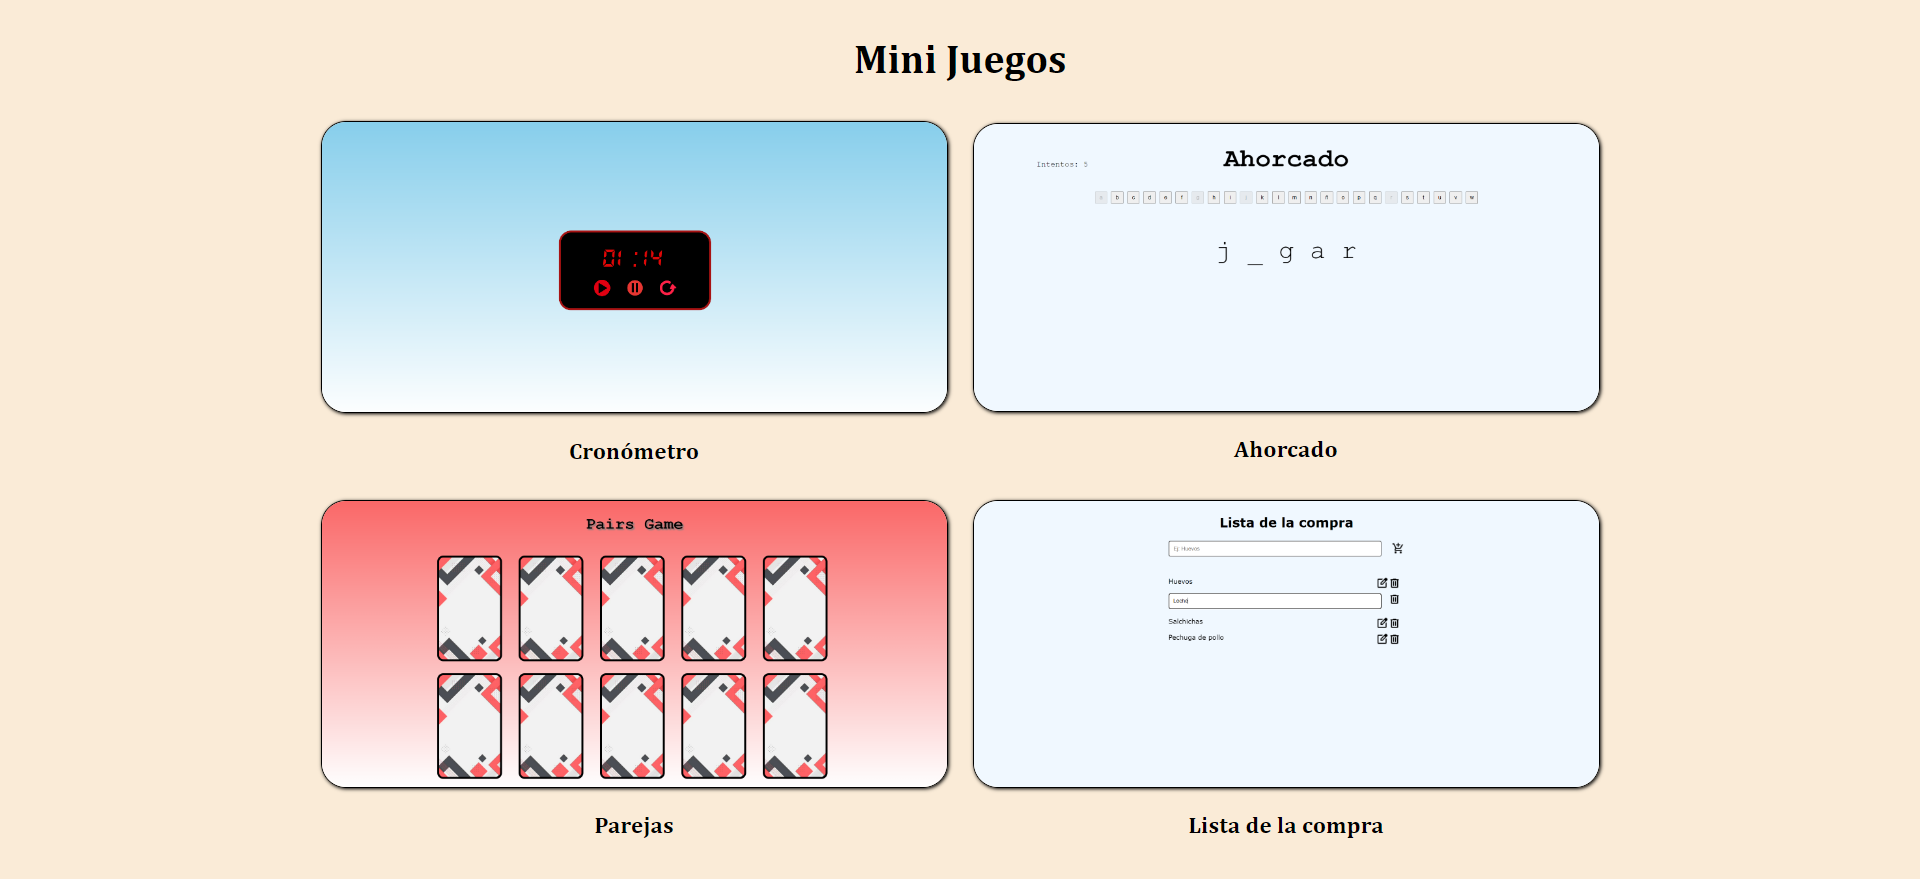 Mini Juegos
01:14
Cronómetro
Intentos: 5
Ahorcado
a b c d e f g h i j k l m n ñ o p q r s t u v w
j _ g a r
Ahorcado
Pairs Game
Parejas
Lista de la compra
Ej: Huevos
Huevos
Leche
Salchichas
Pechuga de pollo
Lista de la compra